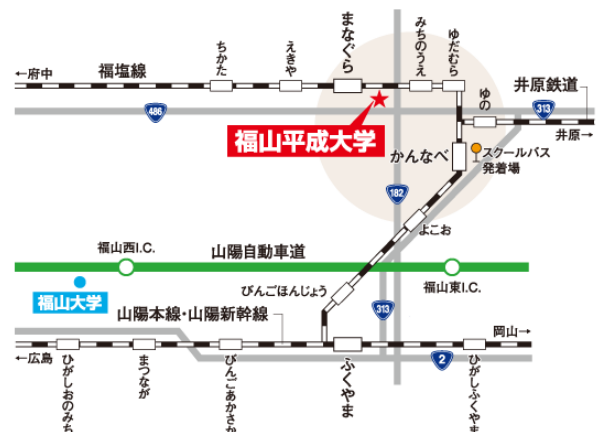 まなぐら
みちのうえ
ゆだむら
ちかた
えきや
←府中
福塩線
ゆの
井原鉄道
313
486
井原→
福山平成大学
かんなべ
スクールバス
発着場
182
よこお
福山西I.C.
山陽自動車道
福山東I.C.
びんごほんじょう
福山大学
山陽本線・山陽新幹線
313
岡山→
←広島
2
ひがしおのみち
まつなが
びんごあかさか
ふくやま
ひがしふくやま